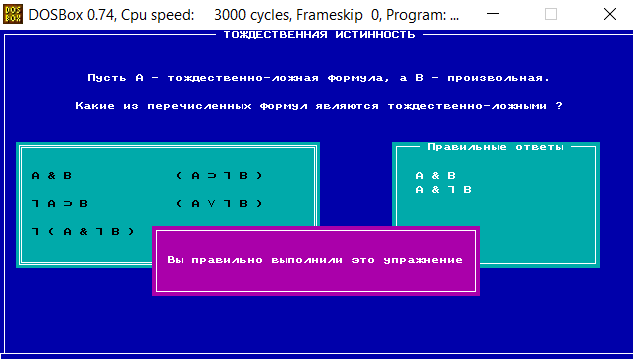 DOSBox 0.74, Cpu speed: 3000 cycles, Frameskip 0, Program: ...
ТОЖДЕСТВЕННАЯ ИСТИННОСТЬ
Пусть A - тождественно-ложная формула, а B - произвольная.
Какие из перечисленных формул являются тождественно-ложными ?
A & B ( A ⊃ ˥ B )
˥ A ⊃ B ( A ∨ ˥ B )
˥ ( A & ˥ B )
Правильные ответы
A & B
A & ˥ B
Вы правильно выполнили это упражнение